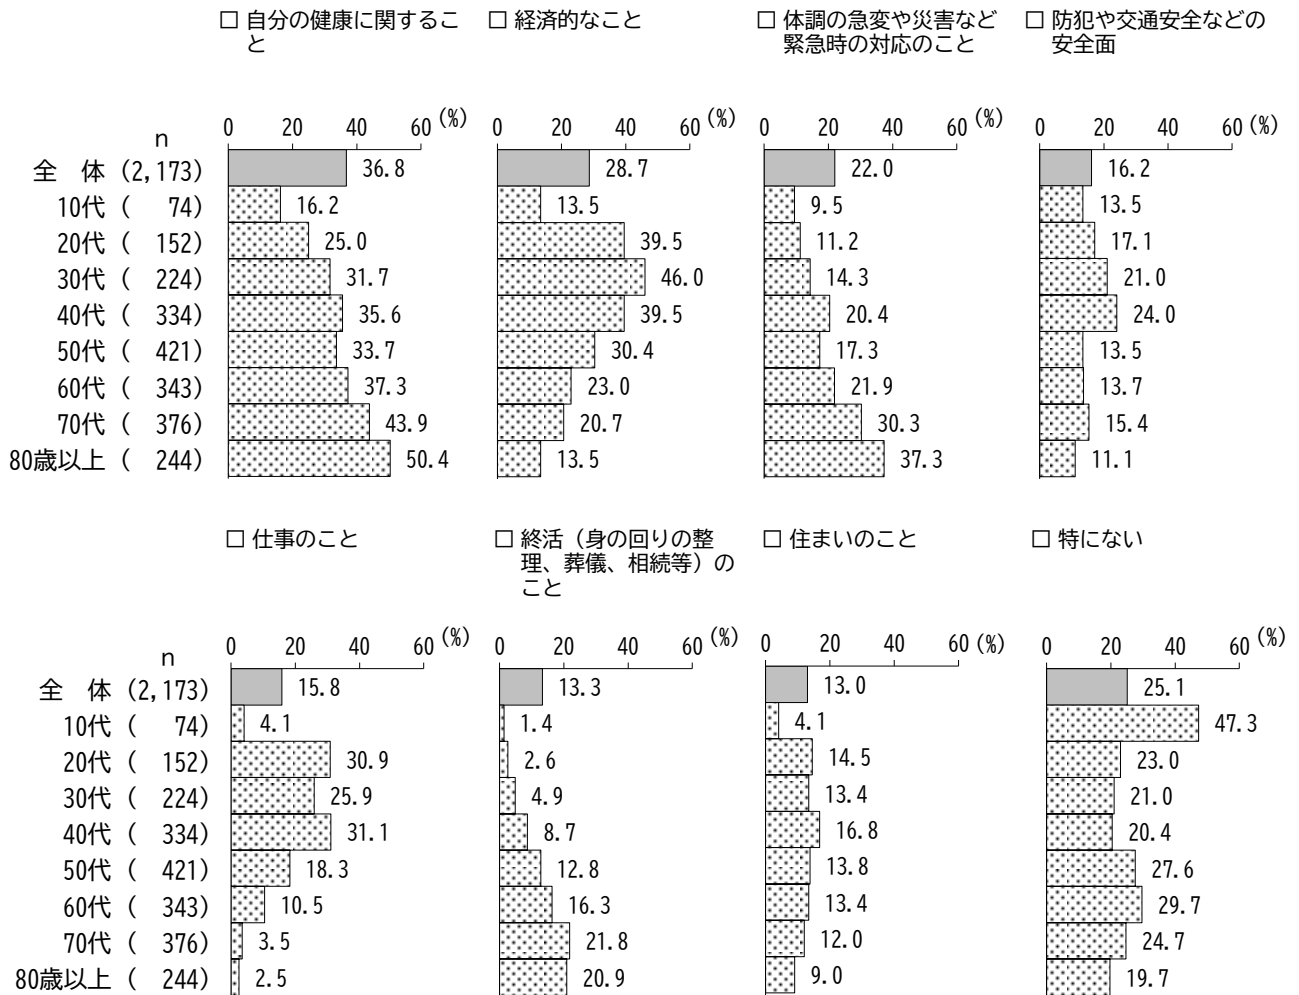 □ 自分の健康に関するこ
と
□ 経済的なこと
□ 体調の急変や災害など
緊急時の対応のこと
□ 防犯や交通安全などの
安全面
n
0 20 40 60 (%)
0 20 40 60 (%)
0 20 40 60 (%)
0 20 40 60 (%)
全 体 (2,173) 36.8 28.7 22.0 16.2
10代 ( 74) 16.2 13.5 9.5 13.5
20代 ( 152) 25.0 39.5 11.2 17.1
30代 ( 224) 31.7 46.0 14.3 21.0
40代 ( 334) 35.6 39.5 20.4 24.0
50代 ( 421) 33.7 30.4 17.3 13.5
60代 ( 343) 37.3 23.0 21.9 13.7
70代 ( 376) 43.9 20.7 30.3 15.4
80歳以上 ( 244) 50.4 13.5 37.3 11.1
□ 仕事のこと
□ 終活（身の回りの整
理、葬儀、相続等）の
こと
□ 住まいのこと
□ 特にない
n
0 20 40 60 (%)
0 20 40 60 (%)
0 20 40 60 (%)
0 20 40 60 (%)
全 体 (2,173) 15.8 13.3 13.0 25.1
10代 ( 74) 4.1 1.4 4.1 47.3
20代 ( 152) 30.9 2.6 14.5 23.0
30代 ( 224) 25.9 4.9 13.4 21.0
40代 ( 334) 31.1 8.7 16.8 20.4
50代 ( 421) 18.3 12.8 13.8 27.6
60代 ( 343) 10.5 16.3 13.4 29.7
70代 ( 376) 3.5 21.8 12.0 24.7
80歳以上 ( 244) 2.5 20.9 9.0 19.7